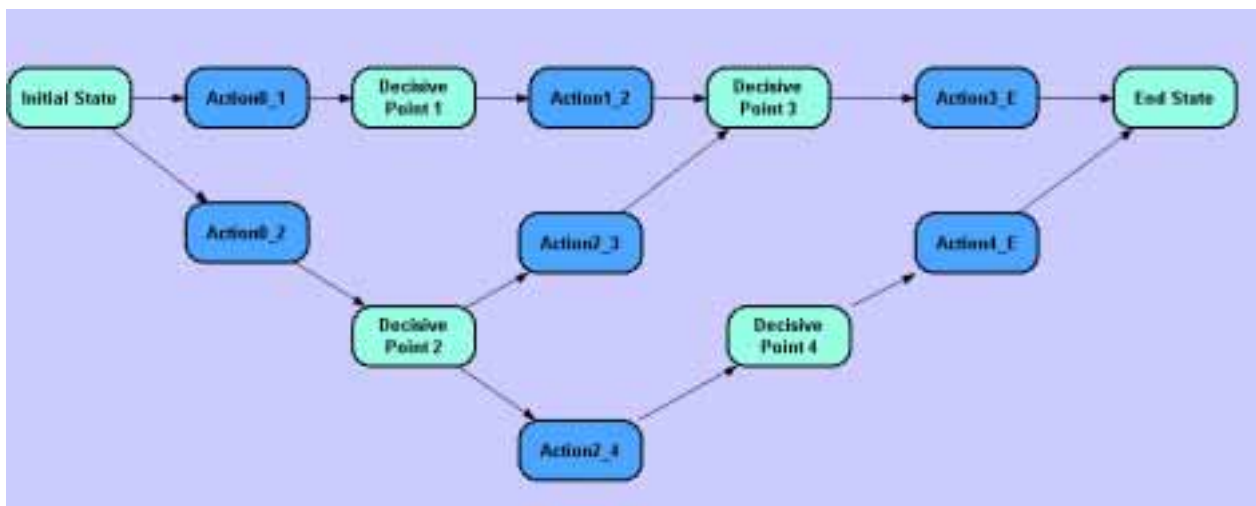 Initial State
Action0_1
Decisive
Point 1
Action1_2
Decisive
Point 3
Action3_E
End State
Action0_2
Action2_3
Action4_E
Decisive
Point 2
Decisive
Point 4
Action2_4